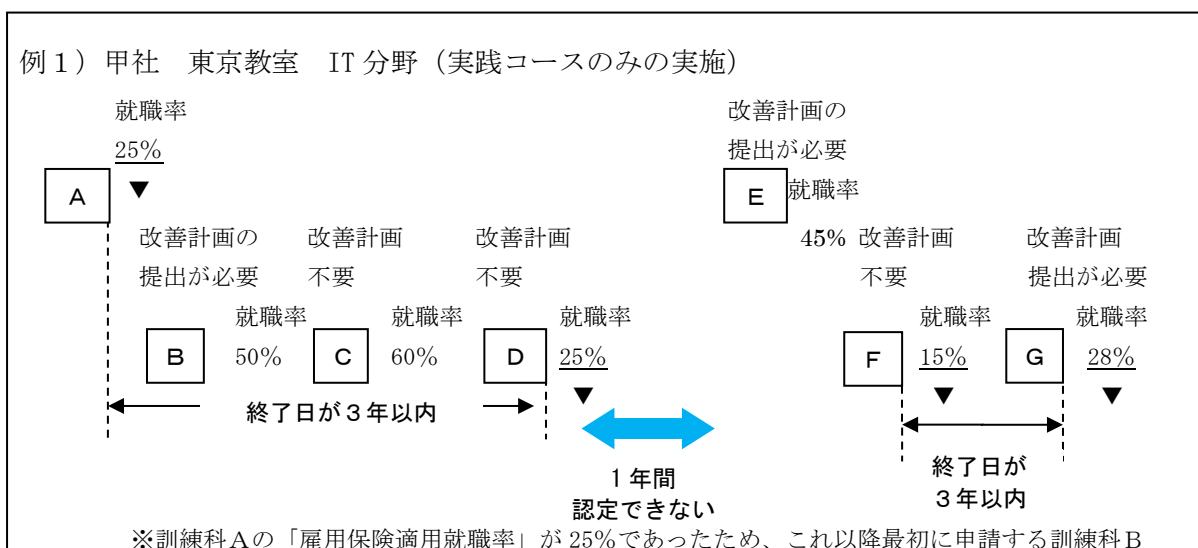 例１）甲社　東京教室　IT 分野（実践コースのみの実施）
就職率
25%
▼
A
改善計画の
提出が必要
就職率
45%
E
改善計画の
提出が必要
改善計画
不要
改善計画
不要
改善計画
不要
改善計画
提出が必要
就職率
50%
B
就職率
60%
C
就職率
25%
▼
D
就職率
15%
▼
F
就職率
28%
▼
G
終了日が３年以内
１年間
認定できない
終了日が
３年以内
※訓練科Ａの「雇用保険適用就職率」が 25%であったため、これ以降最初に申請する訓練科Ｂ